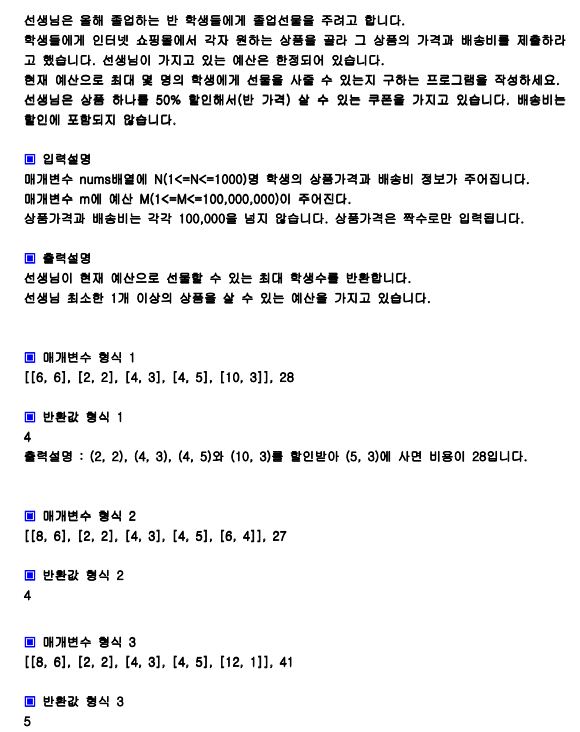 선생님은 올해 졸업하는 반 학생들에게 졸업선물을 주려고 합니다.
학생들에게 인터넷 쇼핑몰에서 각자 원하는 상품을 골라 그 상품의 가격과 배송비를 제출하라
고 했습니다. 선생님이 가지고 있는 예산은 한정되어 있습니다.
현재 예산으로 최대 몇 명의 학생에게 선물을 사줄 수 있는지 구하는 프로그램을 작성하세요.
선생님은 상품 하나를 50% 할인해서(반 가격) 살 수 있는 쿠폰을 가지고 있습니다. 배송비는
할인에 포함되지 않습니다.
▣ 입력설명
매개변수 nums배열에 N(1<=N<=1000)명 학생의 상품가격과 배송비 정보가 주어집니다.
매개변수 m에 예산 M(1<=M<=100,000,000)이 주어진다.
상품가격과 배송비는 각각 100,000을 넘지 않습니다. 상품가격은 짝수로만 입력됩니다.
▣ 출력설명
선생님이 현재 예산으로 선물할 수 있는 최대 학생수를 반환합니다.
선생님 최소한 1개 이상의 상품을 살 수 있는 예산을 가지고 있습니다.
▣ 매개변수 형식 1
[[6, 6], [2, 2], [4, 3], [4, 5], [10, 3]], 28
▣ 반환값 형식 1
4
출력설명 : (2, 2), (4, 3), (4, 5)와 (10, 3)를 할인받아 (5, 3)에 사면 비용이 28입니다.
▣ 매개변수 형식 2
[[8, 6], [2, 2], [4, 3], [4, 5], [6, 4]], 27
▣ 반환값 형식 2
4
▣ 매개변수 형식 3
[[8, 6], [2, 2], [4, 3], [4, 5], [12, 1]], 41
▣ 반환값 형식 3
5